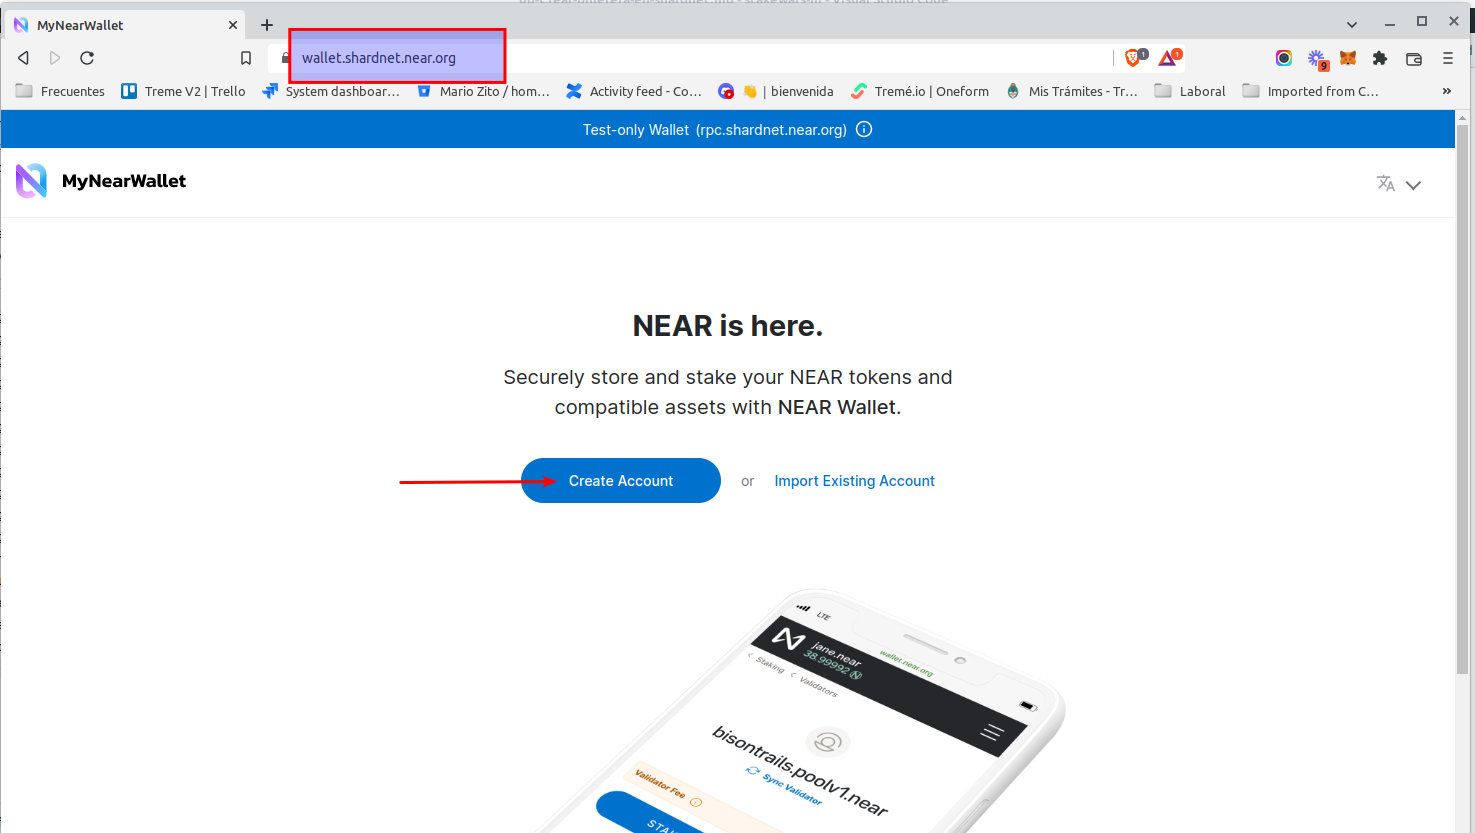 MyNearWallet
wallet.shardnet.near.org
1
1
9
Frecuentes
Treme V2 | Trello
System dashboar...
Mario Zito / hom...
Activity feed - Co...
👋 | bienvenida
Tremé.io | Oneform
Mis Trámites - Tr...
Laboral
Imported from C...
»
Test-only Wallet (rpc.shardnet.near.org)
MyNearWallet
NEAR is here.
Securely store and stake your NEAR tokens and
compatible assets with NEAR Wallet.
Create Account
or
Import Existing Account
LTE
wallet.near.org
jane.near
38.99992
< Staking
< Validators
bisontrails.poolv1.near
Sync Validator
Validator Fee